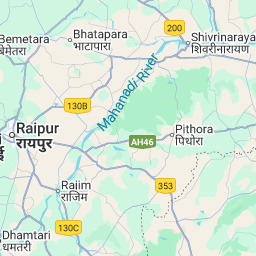 Bemetara
बेमेतरा
Bhatapara
भाटापारा
200
Shivrinaraya
शिवरीनारायण
130B
Mahanadi River
Raipur
रायपुर
Pithora
पिथोरा
AH46
353
Rajim
राजिम
130C
Dhamtari
धमतरी